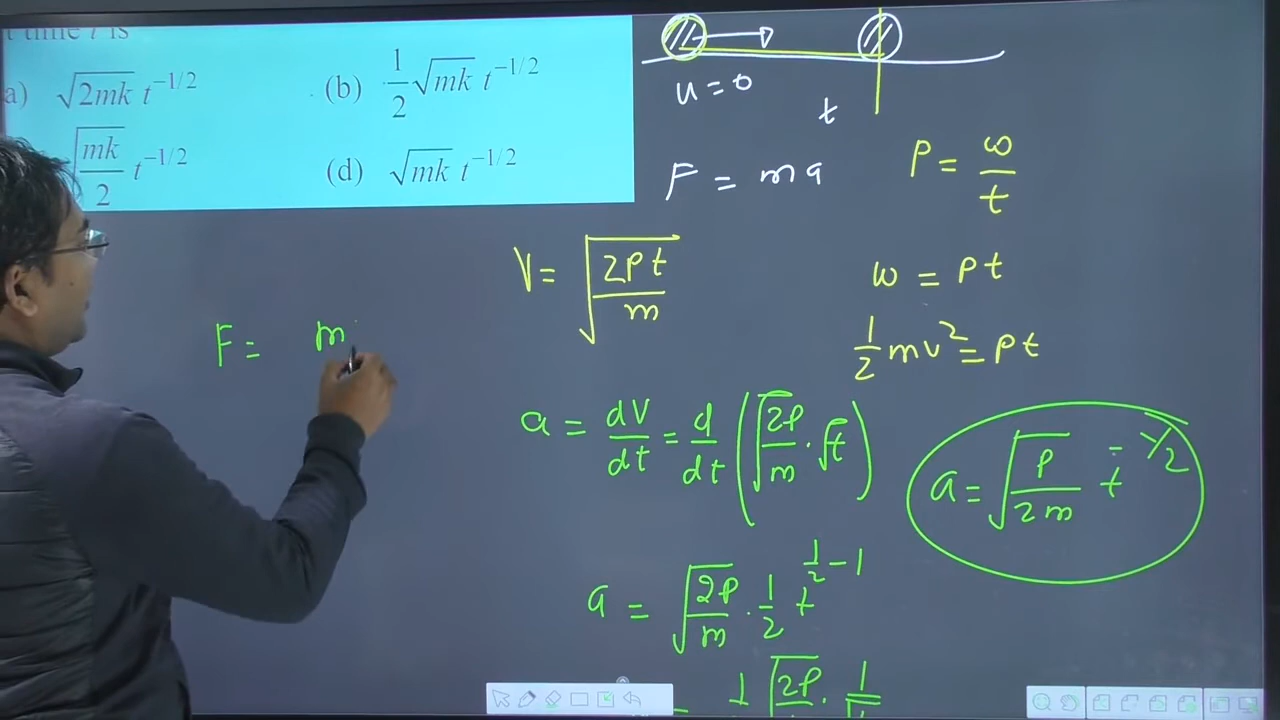 t time t is
a) √2mk t^-1/2
(b) 1/2 √mk t^-1/2
√mk/2 t^-1/2
(d) √mk t^-1/2
u = 0
t
F = ma
P = w/t
V = √2Pt/m
w = Pt
1/2 mv² = Pt
F = m
a = dV/dt = d/dt (√2P/m · √t)
a = √P/2m t^-1/2
a = √2P/m · 1/2 t^1/2-1